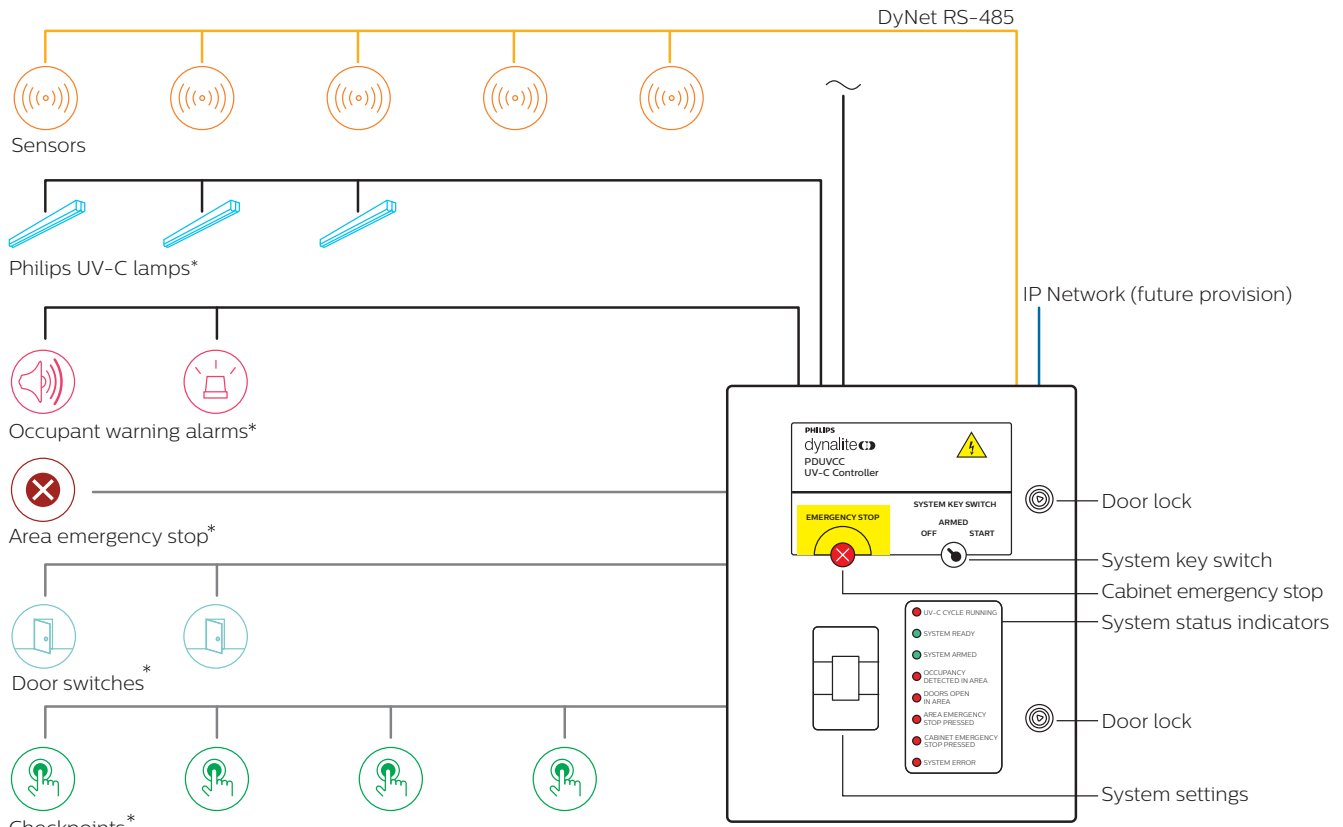 DyNet RS-485
Sensors
Philips UV-C lamps*
IP Network (future provision)
Occupant warning alarms*
Area emergency stop*
Door switches*
Checkpoints*
PHILIPS
dynalite
PDUVCC
UV-C Controller
SYSTEM KEY SWITCH
EMERGENCY STOP
ARMED
OFF START
Door lock
System key switch
Cabinet emergency stop
System status indicators
UV-C CYCLE RUNNING
SYSTEM READY
SYSTEM ARMED
OCCUPANCY
DETECTED IN AREA
DOORS OPEN
IN AREA
AREA EMERGENCY
STOP PRESSED
CABINET EMERGENCY
STOP PRESSED
SYSTEM ERROR
Door lock
System settings